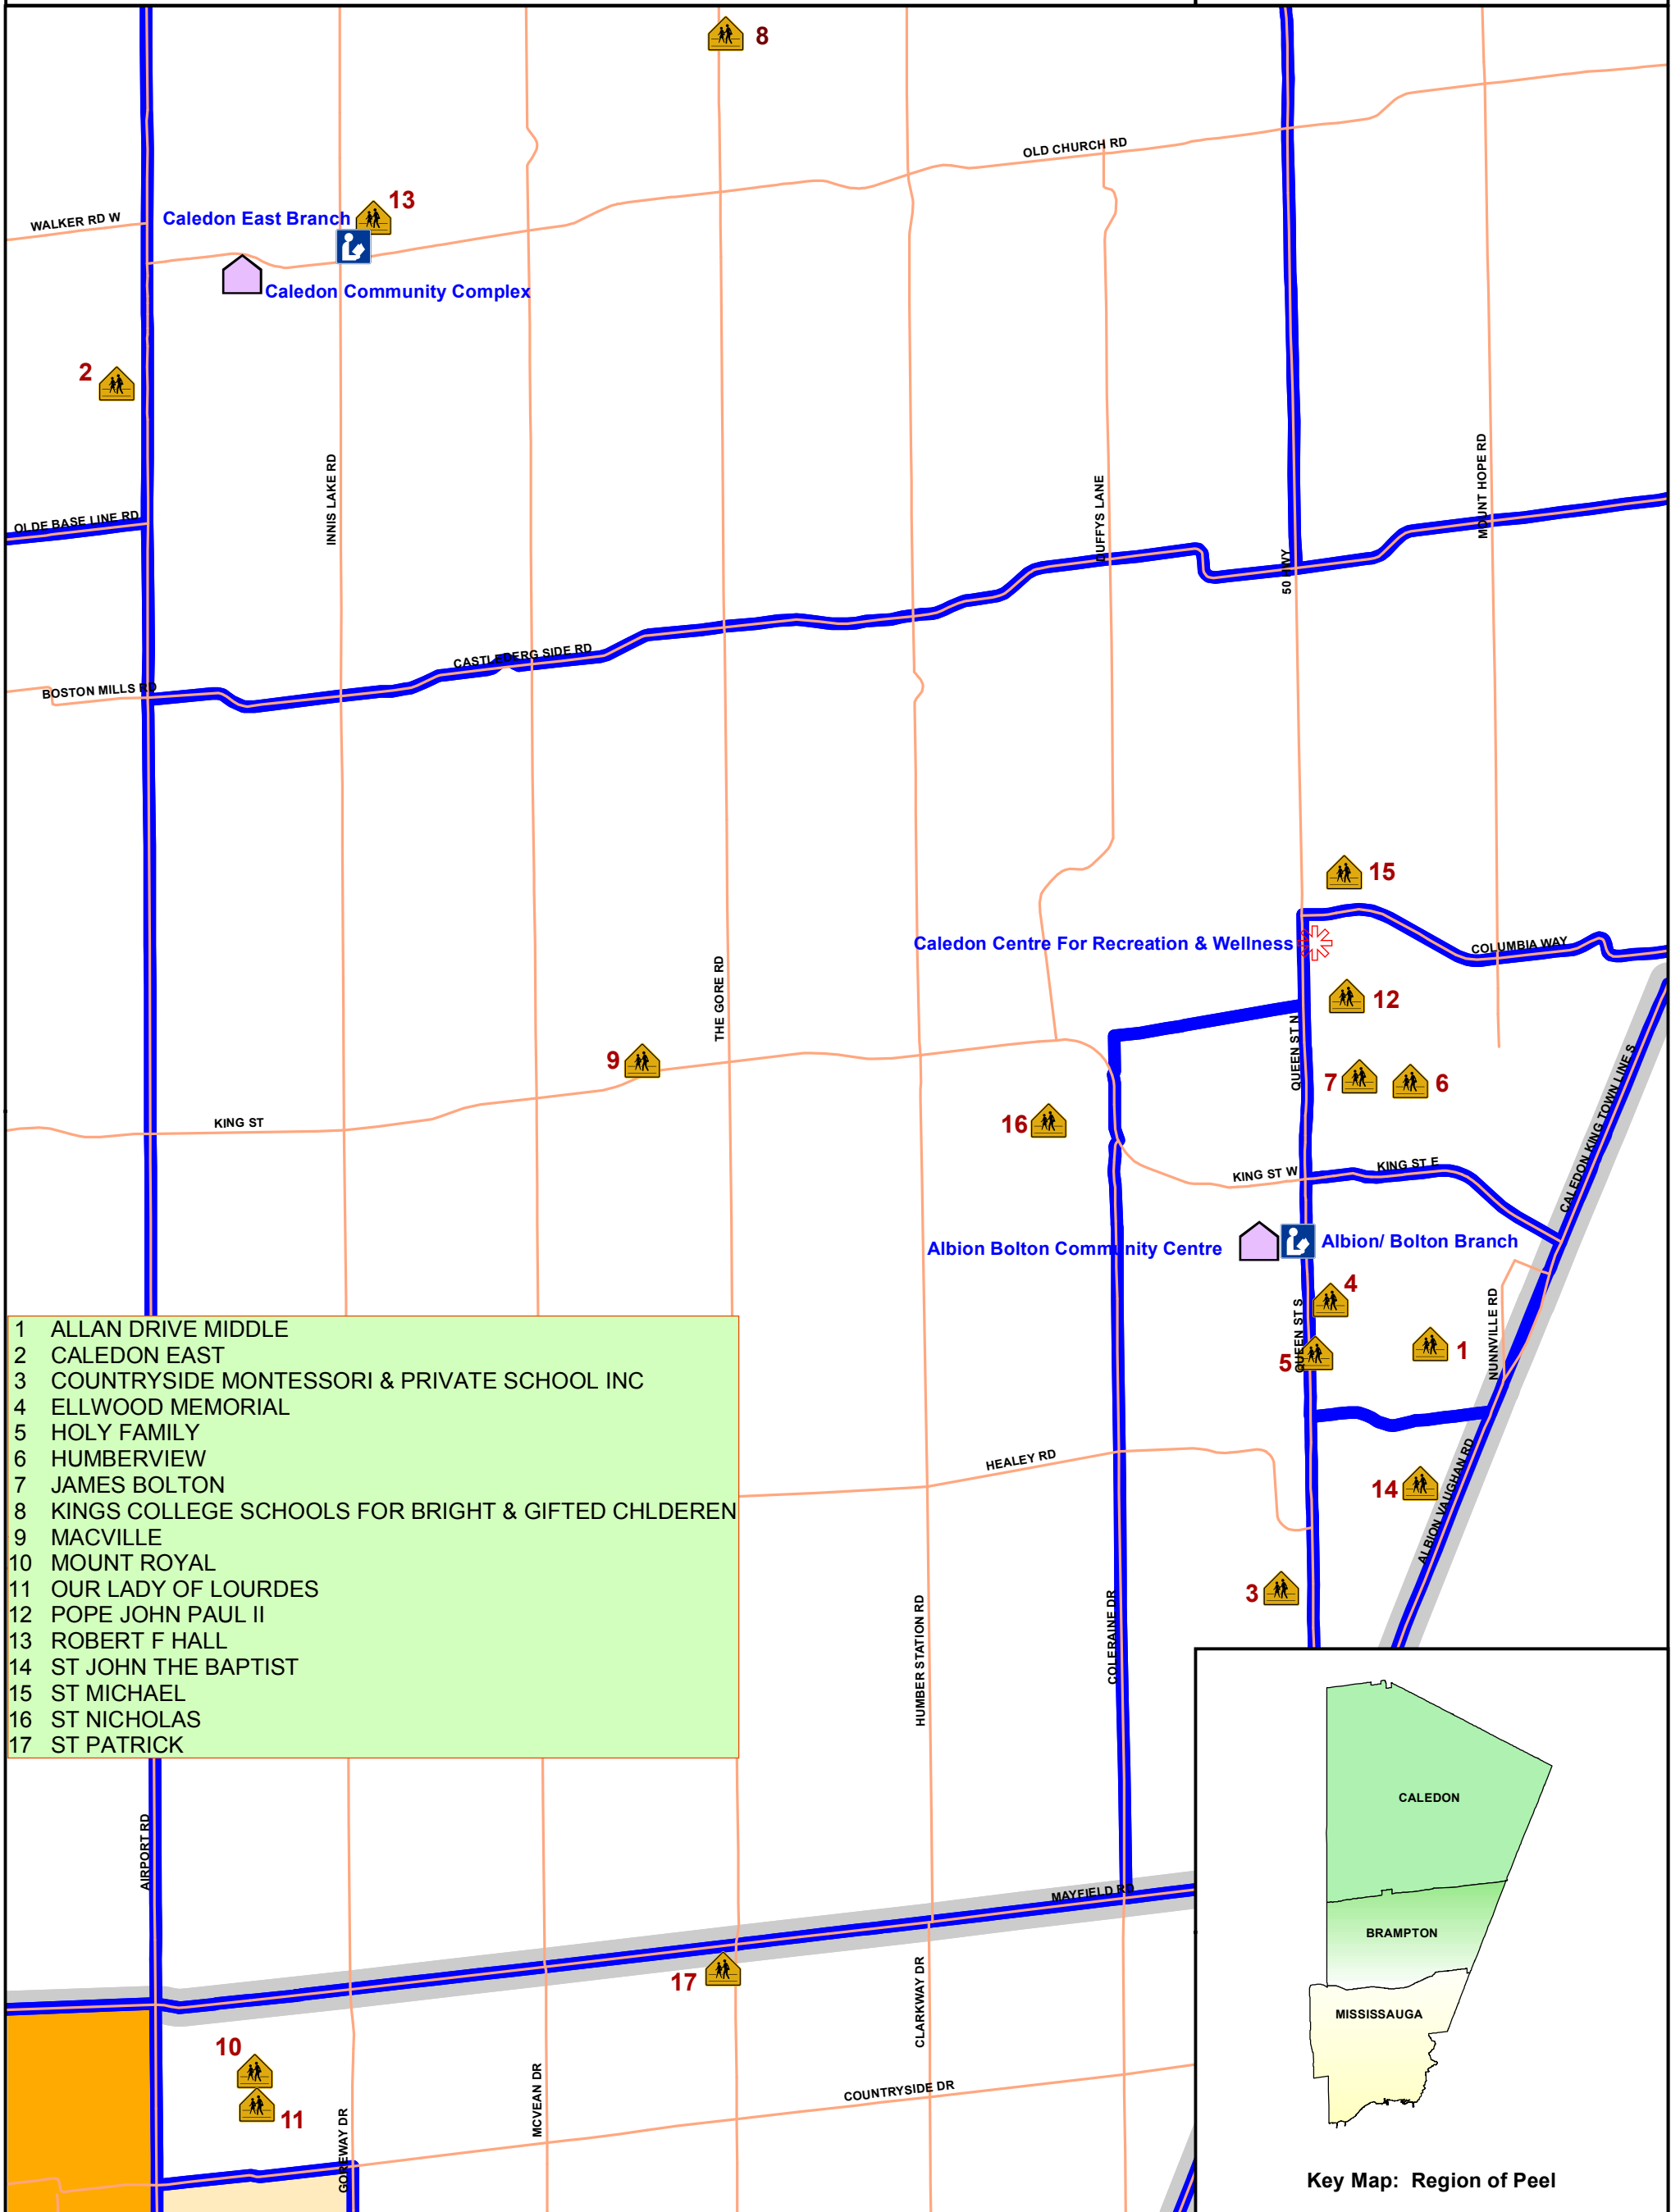 8
OLD CHURCH RD
13
WALKER RD W
Caledon East Branch
Caledon Community Complex
2
INNIS LAKE RD
MOUNT HOPE RD
DUFFYS LANE
OLDE BASE LINE RD
50 HWY
CASTLEDERG SIDE RD
BOSTON MILLS RD
15
Caledon Centre For Recreation & Wellness
COLUMBIA WAY
THE GORE RD
12
QUEEN ST N
9
7
6
CALEDON KING TOWN LINE S
KING ST
16
KING ST W
KING ST E
Albion Bolton Community Centre
Albion/ Bolton Branch
4
QUEEN ST S
NUNNVILLE RD
5
1
1 ALLAN DRIVE MIDDLE
2 CALEDON EAST
3 COUNTRYSIDE MONTESSORI & PRIVATE SCHOOL INC
4 ELLWOOD MEMORIAL
5 HOLY FAMILY
6 HUMBERVIEW
7 JAMES BOLTON
8 KINGS COLLEGE SCHOOLS FOR BRIGHT & GIFTED CHLDEREN
9 MACVILLE
10 MOUNT ROYAL
11 OUR LADY OF LOURDES
12 POPE JOHN PAUL II
13 ROBERT F HALL
14 ST JOHN THE BAPTIST
15 ST MICHAEL
16 ST NICHOLAS
17 ST PATRICK
HEALEY RD
14
ALBION VAUGHAN RD
3
HUMBER STATION RD
COLERAINE DR
AIRPORT RD
MAYFIELD RD
17
CLARKWAY DR
10
11
GOREWAY DR
MCVEAN DR
COUNTRYSIDE DR
CALEDON
BRAMPTON
MISSISSAUGA
Key Map: Region of Peel